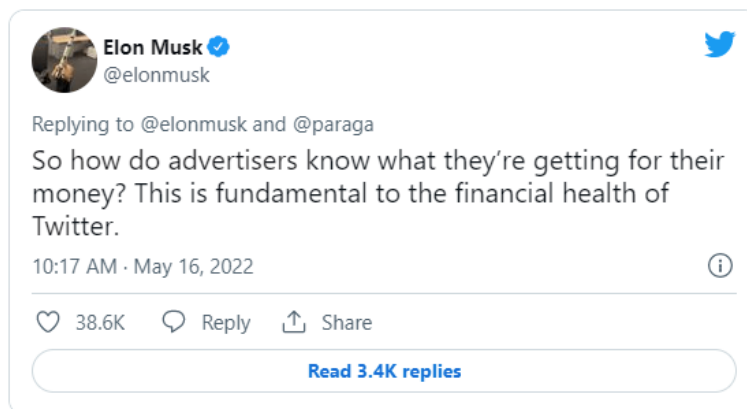 Elon Musk
@elonmusk
Replying to @elonmusk and @paraga
So how do advertisers know what they’re getting for their
money? This is fundamental to the financial health of
Twitter.
10:17 AM · May 16, 2022
38.6K Reply Share
Read 3.4K replies